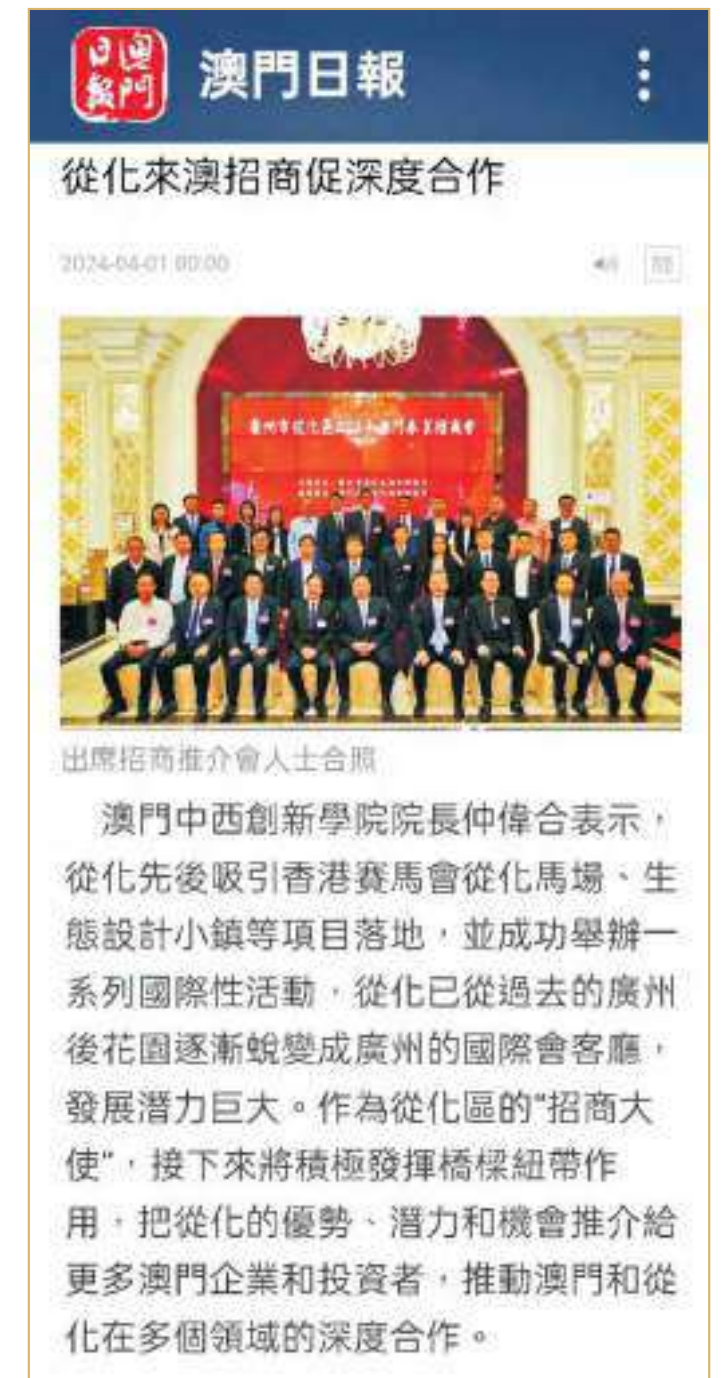 澳門日報
澳門日報
從化來澳招商促深度合作
2024-04-01 00:00
簡
出席招商推介會人士合照
澳門中西創新學院院長仲偉合表示，
從化先後吸引香港賽馬會從化馬場、生
態設計小鎮等項目落地，並成功舉辦一
系列國際性活動，從化已從過去的廣州
後花園逐漸蛻變成廣州的國際會客廳，
發展潛力巨大。作為從化區的"招商大
使"，接下來將積極發揮橋樑紐帶作
用，把從化的優勢、潛力和機會推介給
更多澳門企業和投資者，推動澳門和從
化在多個領域的深度合作。